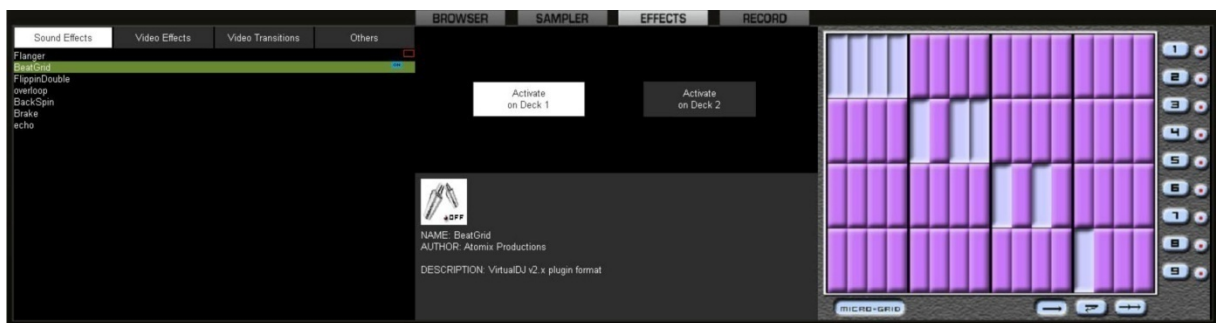 BROWSER SAMPLER EFFECTS RECORD
Sound Effects Video Effects Video Transitions Others
Flanger
BeatGrid
FlippinDouble
overloop
BackSpin
Brake
echo
Activate
on Deck 1
Activate
on Deck 2
OFF
NAME: BeatGrid
AUTHOR: Atomix Productions
DESCRIPTION: VirtualDJ v2.x plugin format
1
2
3
4
5
6
7
8
9
MICRO-GRID